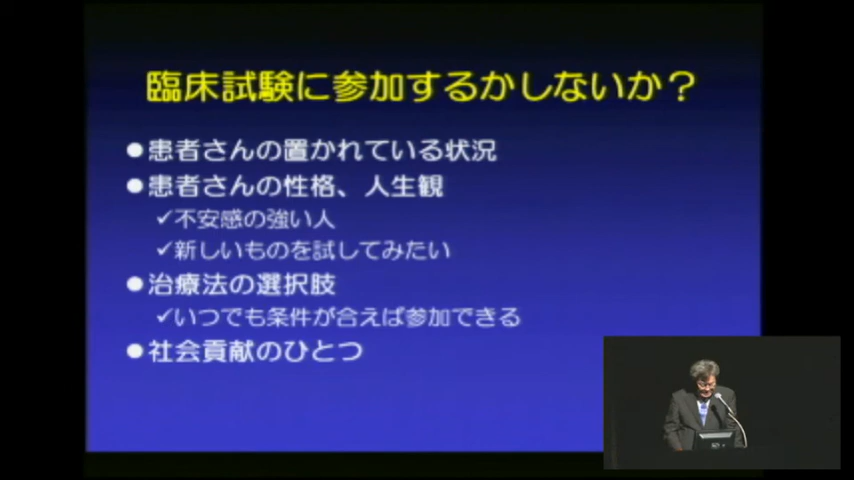 臨床試験に参加するかしないか？
●患者さんの置かれている状況
●患者さんの性格、人生観
✓不安感の強い人
✓新しいものを試してみたい
●治療法の選択肢
✓いつでも条件が合えば参加できる
●社会貢献のひとつ